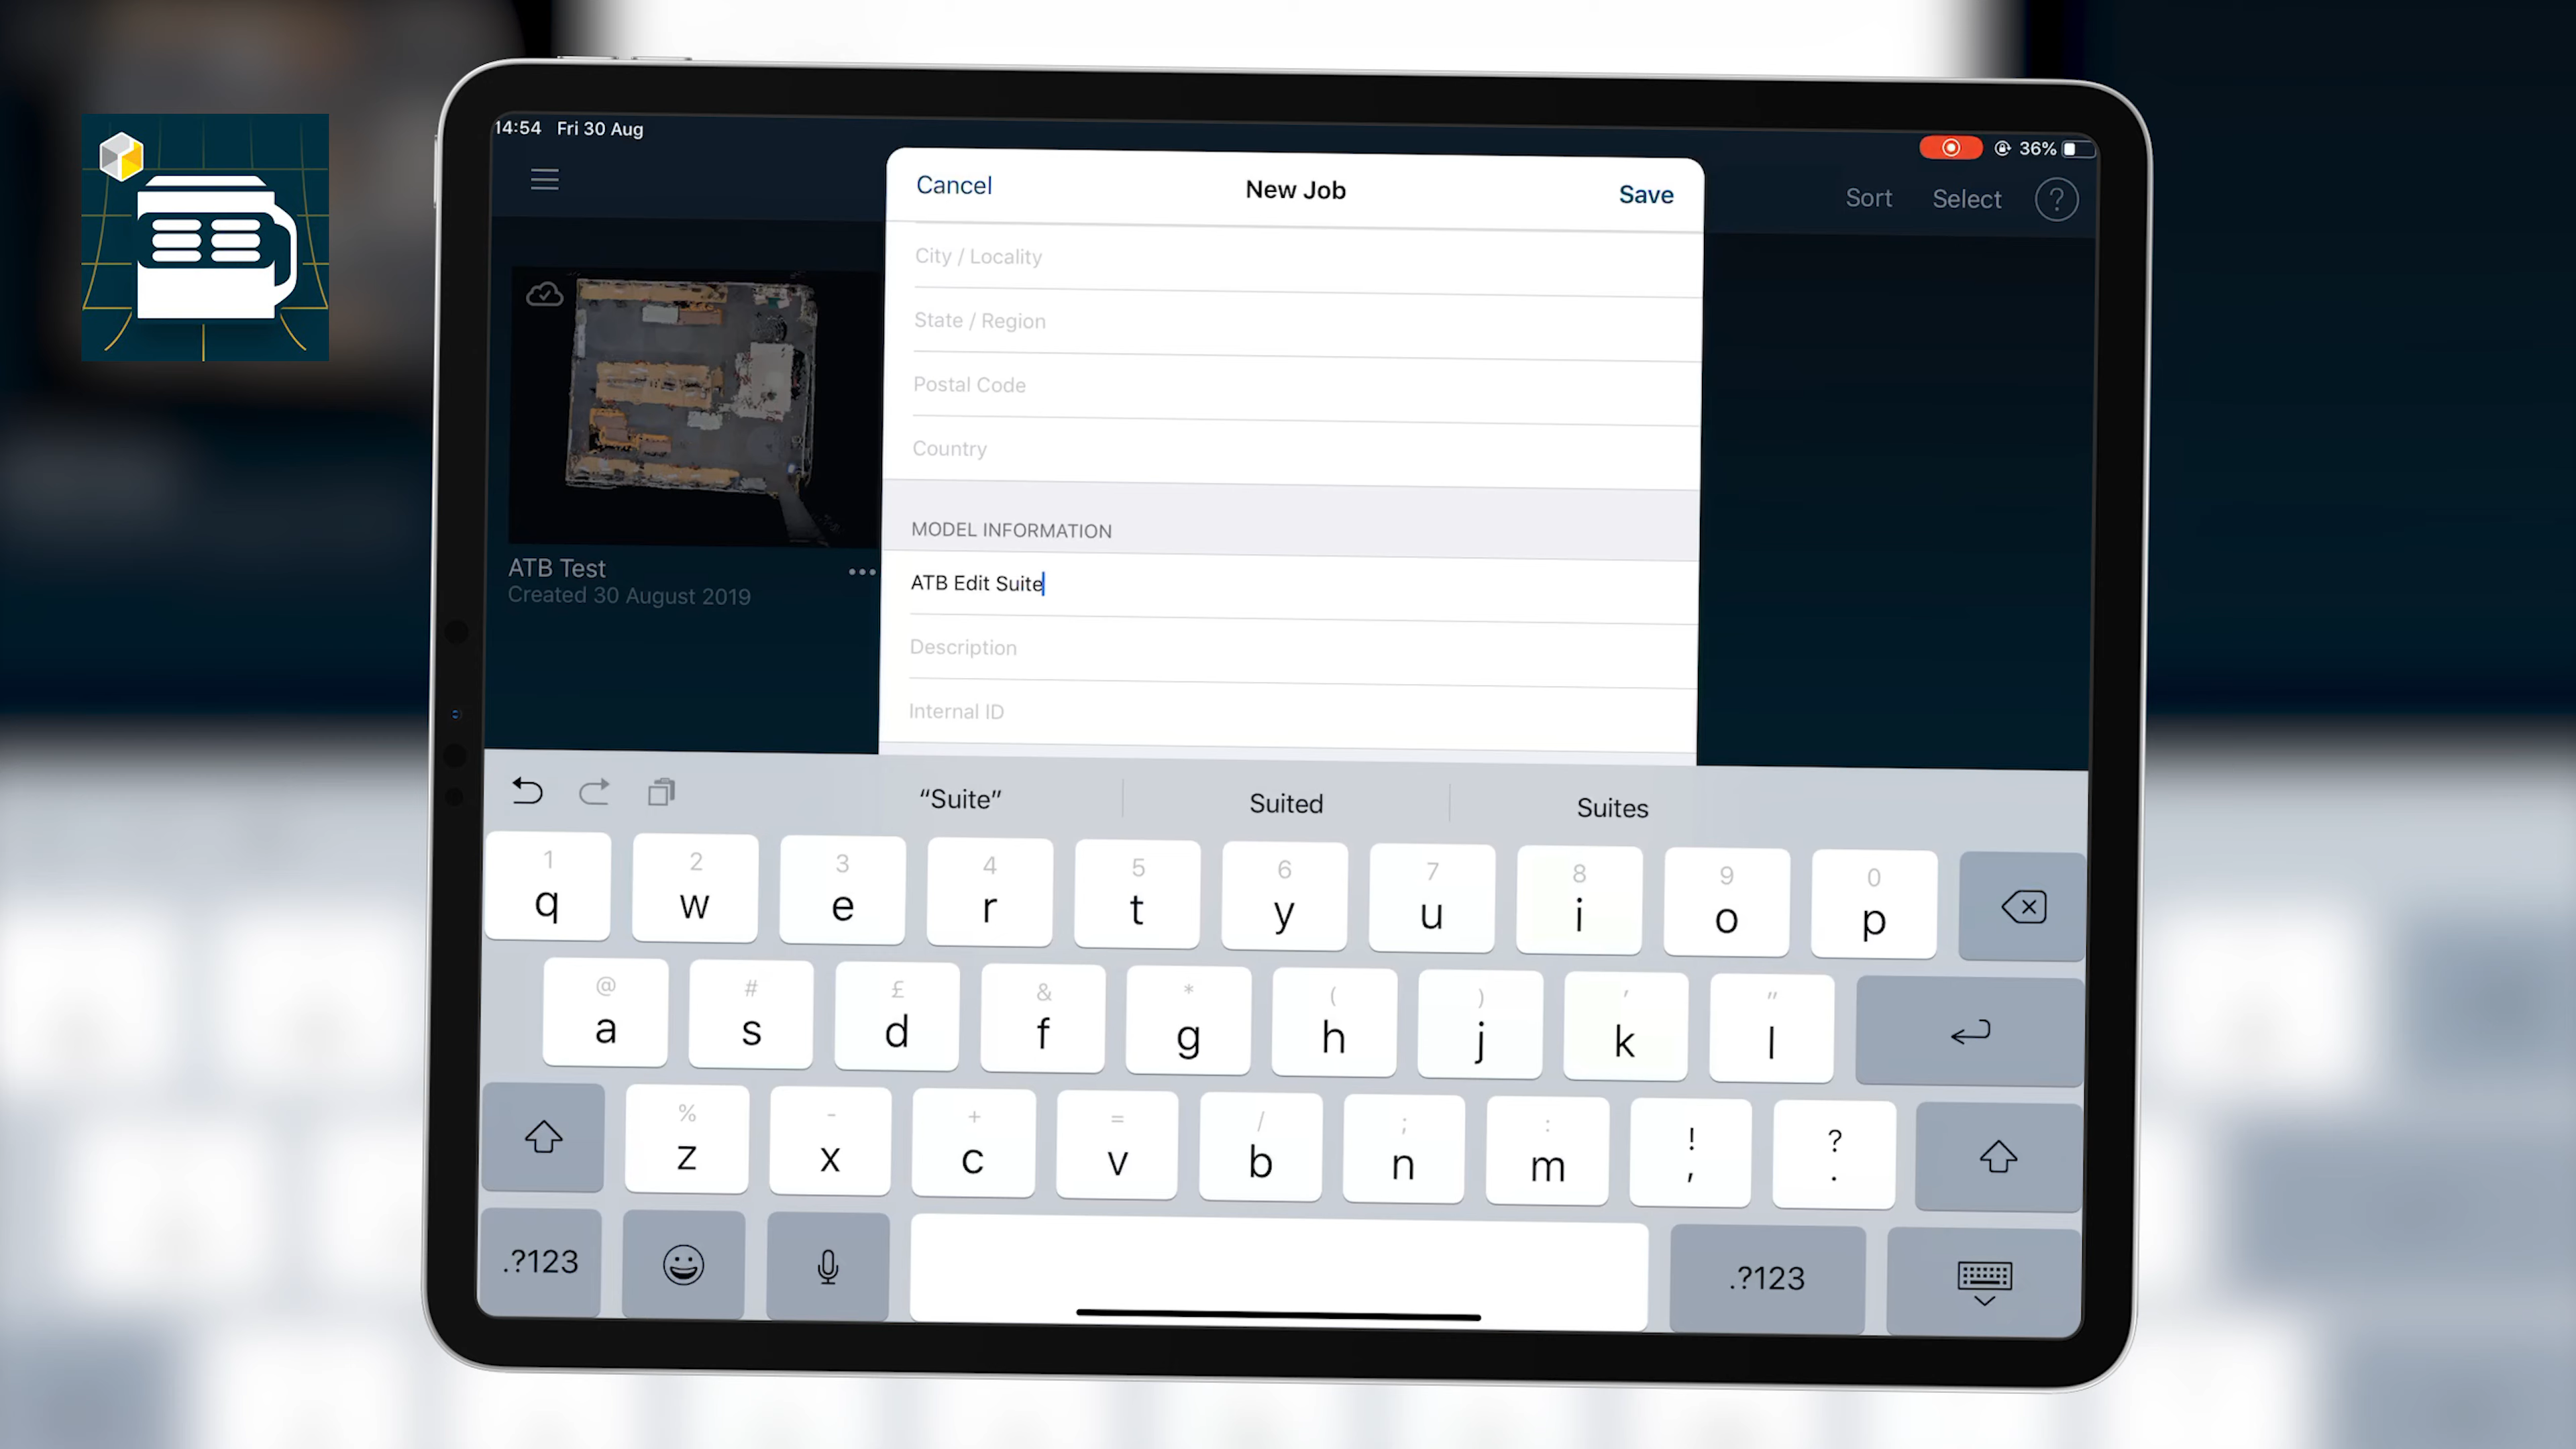 14:54 Fri 30 Aug
36%
Cancel
New Job
Save
Sort
Select
?
City / Locality
State / Region
Postal Code
Country
MODEL INFORMATION
ATB Edit Suite
Description
Internal ID
ATB Test
Created 30 August 2019
“Suite”
Suited
Suites
1 2 3 4 5 6 7 8 9 0
q w e r t y u i o p
@ # £ & * ( ) ' "
a s d f g h j k l
% - + = / ; : ! ?
z x c v b n m , .
.?123
.?123